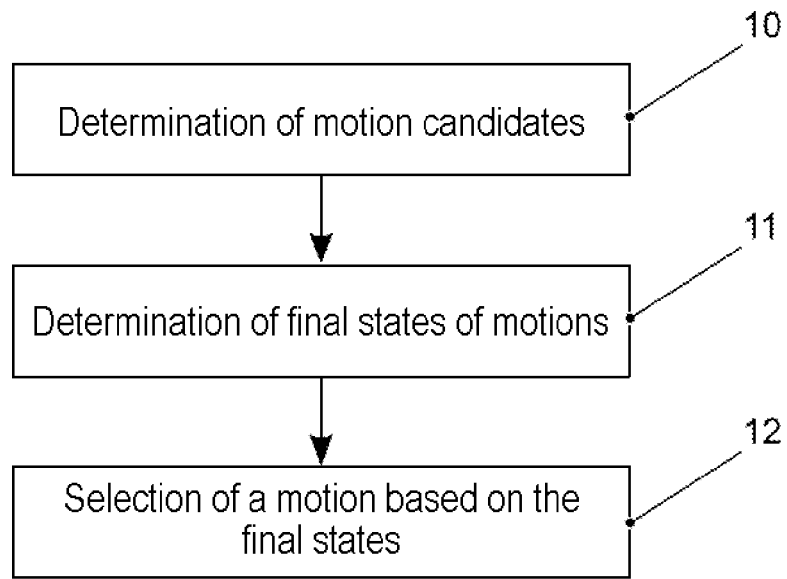 10
Determination of motion candidates
11
Determination of final states of motions
12
Selection of a motion based on the
final states